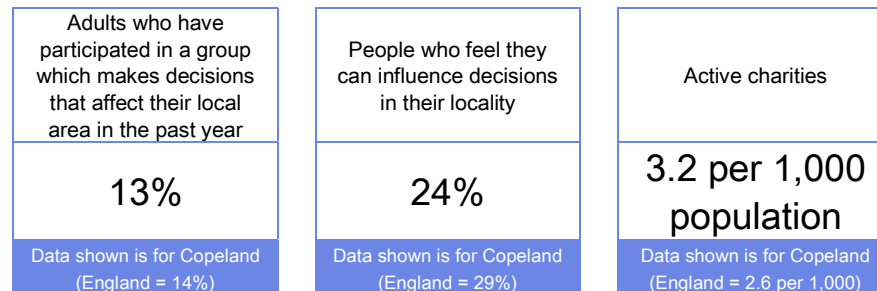 Adults who have
participated in a group
which makes decisions
that affect their local
area in the past year
13%
Data shown is for Copeland
(England = 14%)
People who feel they
can influence decisions
in their locality
24%
Data shown is for Copeland
(England = 29%)
Active charities
3.2 per 1,000
population
Data shown is for Copeland
(England = 2.6 per 1,000)